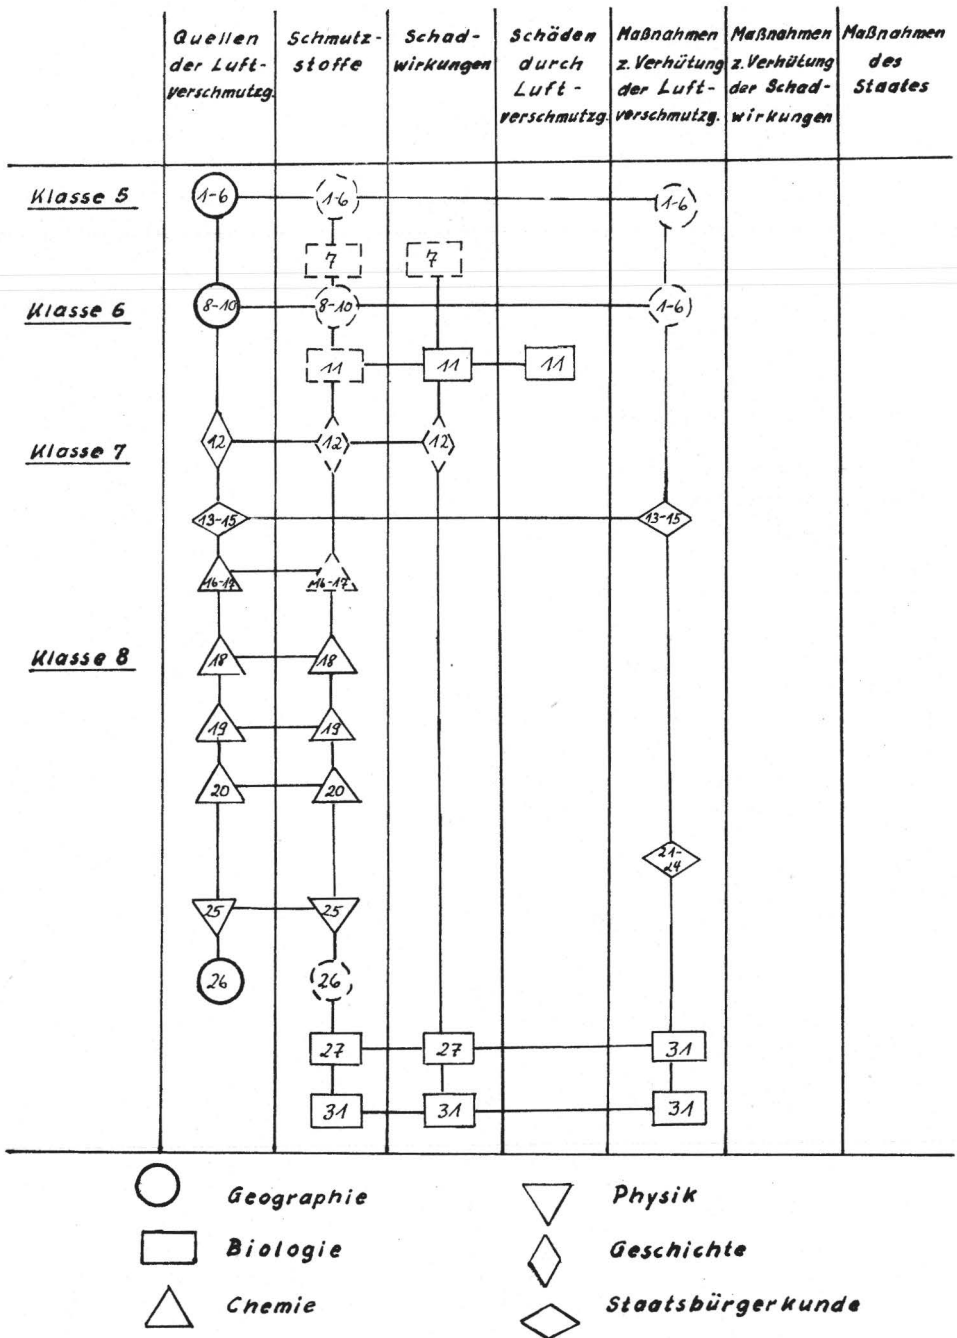 Quellen
der Luft-
verschmutzg.
Schmutz-
stoffe
Schad-
wirkungen
Schäden
durch
Luft-
verschmutzg.
Maßnahmen
z. Verhütung
der Luft-
verschmutzg.
Maßnahmen
z. Verhütung
der Schad-
wirkungen
Maßnahmen
des
Staates
Klasse 5
1-6
1-6
1-6
7
7
Klasse 6
8-10
8-10
1-6
11
11
11
Klasse 7
12
12
12
13-15
13-15
16-17
16-17
Klasse 8
18
18
19
19
20
20
21-
24
25
25
26
26
27
27
31
31
31
31
Geographie
Physik
Biologie
Geschichte
Chemie
Staatsbürgerkunde